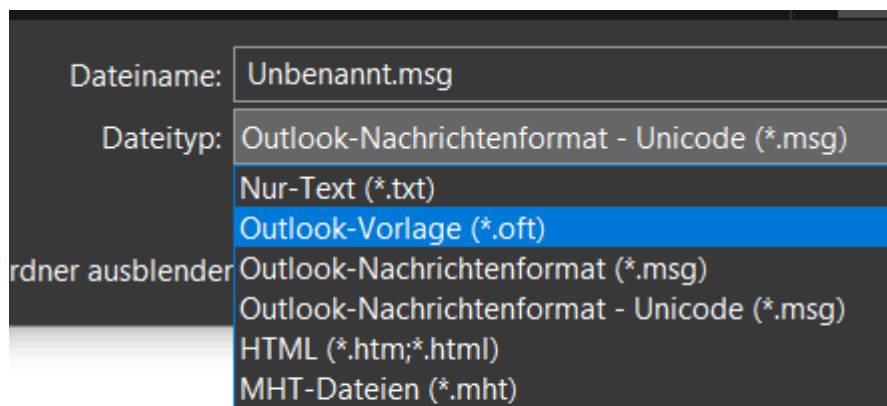 Dateiname: Unbenannt.msg
Dateityp: Outlook-Nachrichtenformat - Unicode (*.msg)
Nur-Text (*.txt)
Outlook-Vorlage (*.oft)
rdner ausblender Outlook-Nachrichtenformat (*.msg)
Outlook-Nachrichtenformat - Unicode (*.msg)
HTML (*.htm;*.html)
MHT-Dateien (*.mht)